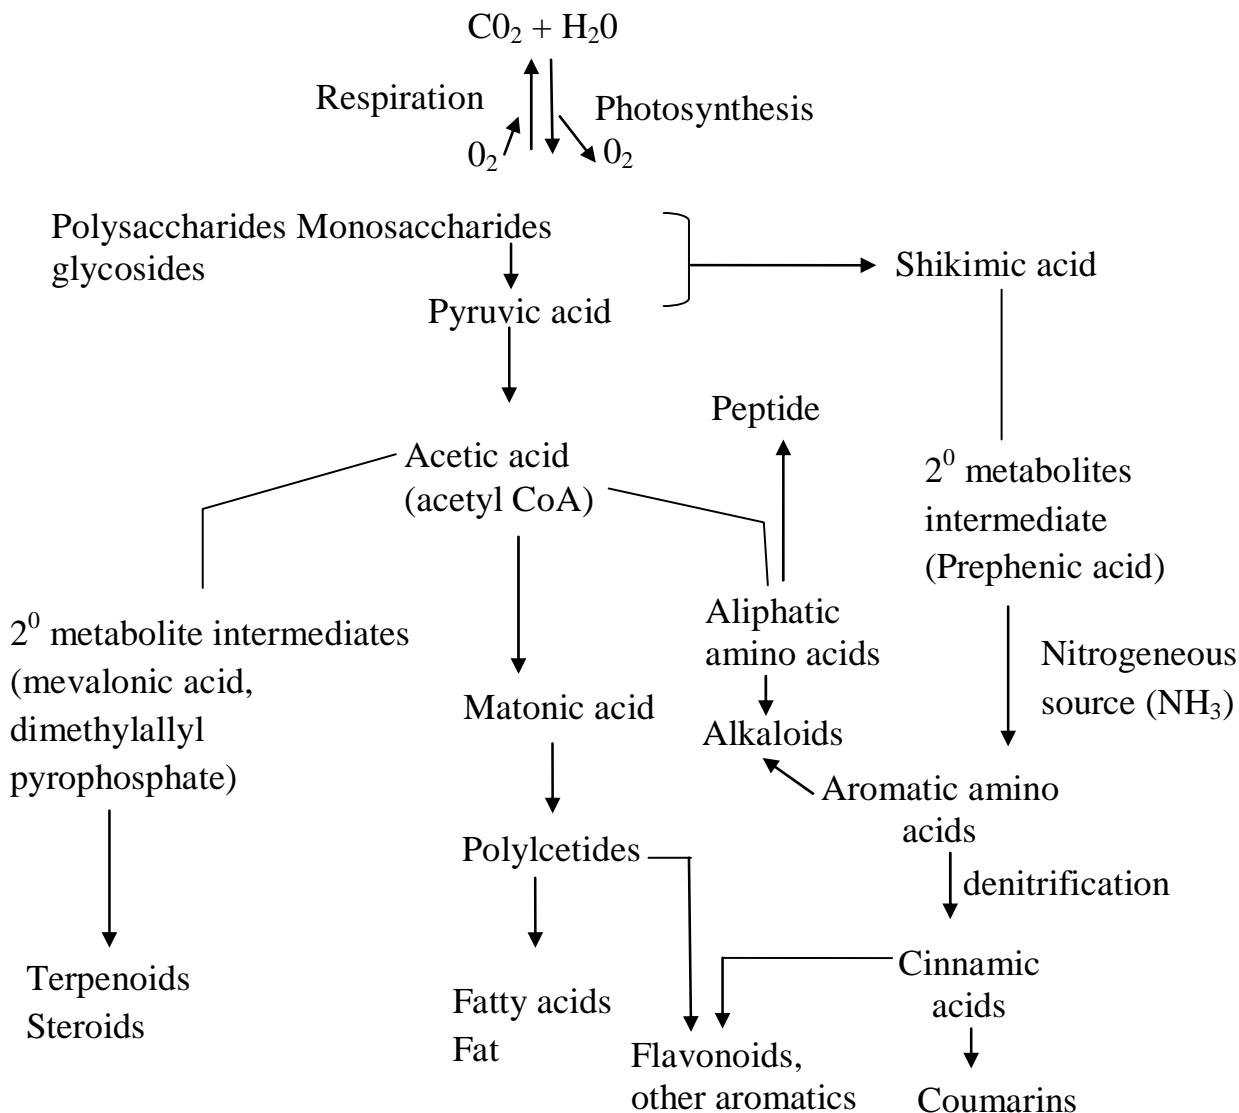 C0₂ + H₂0
Respiration
Photosynthesis
0₂
0₂
Polysaccharides Monosaccharides
glycosides
Shikimic acid
Pyruvic acid
Peptide
Acetic acid
(acetyl CoA)
2⁰ metabolites
intermediate
(Prephenic acid)
2⁰ metabolite intermediates
(mevalonic acid,
dimethylallyl
pyrophosphate)
Aliphatic
amino acids
Nitrogeneous
source (NH₃)
Matonic acid
Alkaloids
Aromatic amino
acids
Polylcetides
denitrification
Terpenoids
Steroids
Cinnamic
acids
Fatty acids
Fat
Flavonoids,
other aromatics
Coumarins